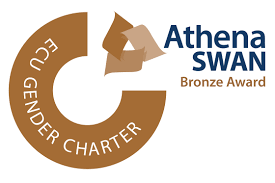 Athena
SWAN
Bronze Award
ECU GENDER CHARTER